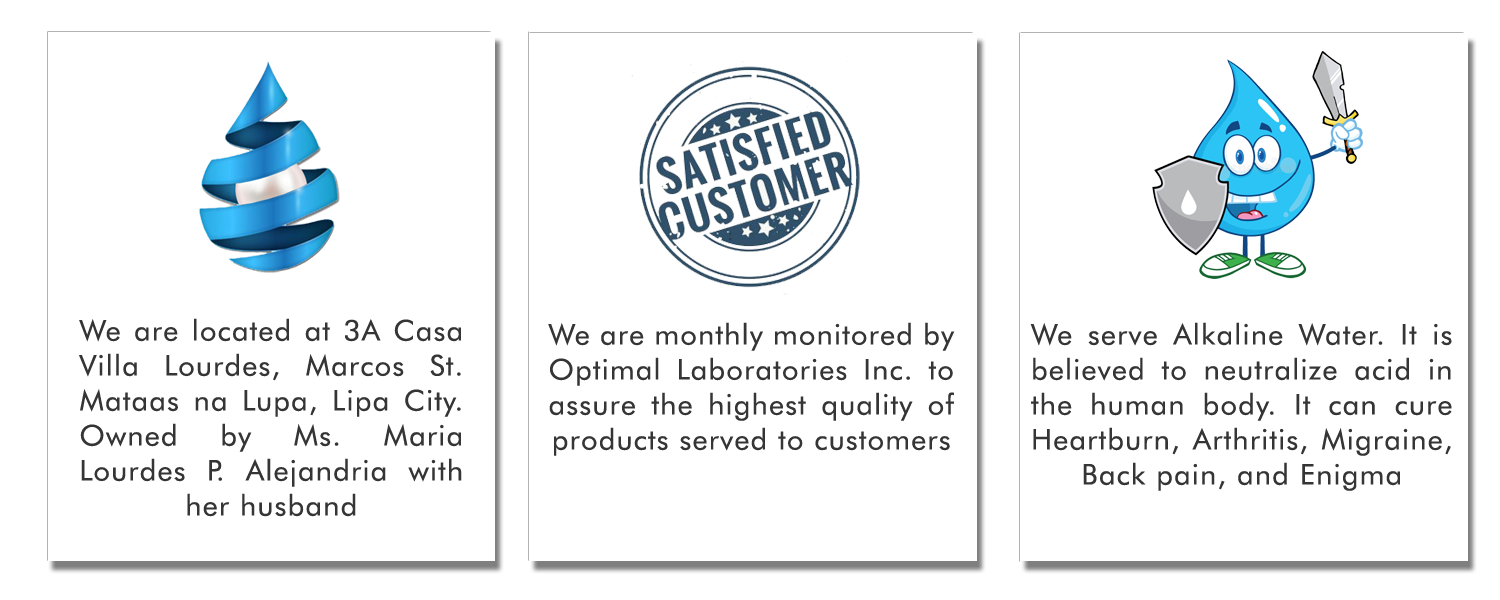 We are located at 3A Casa
Villa Lourdes, Marcos St.
Mataas na Lupa, Lipa City.
Owned by Ms. Maria
Lourdes P. Alejandria with
her husband
SATISFIED
CUSTOMER
We are monthly monitored by
Optimal Laboratories Inc. to
assure the highest quality of
products served to customers
We serve Alkaline Water. It is
believed to neutralize acid in
the human body. It can cure
Heartburn, Arthritis, Migraine,
Back pain, and Enigma